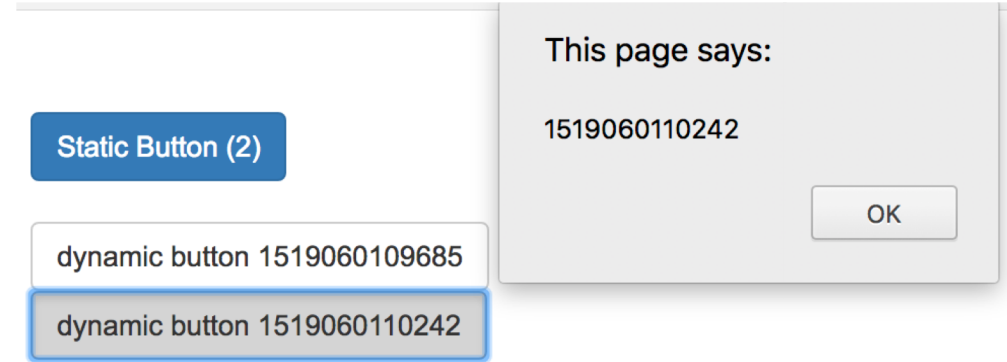 This page says:
1519060110242
OK
Static Button (2)
dynamic button 1519060109685
dynamic button 1519060110242